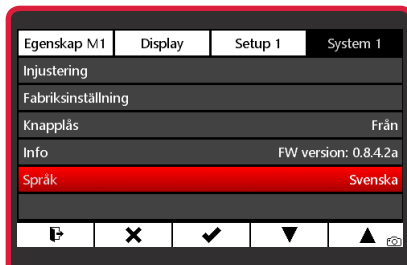 Egenskap M1 Display Setup 1 System 1
Injustering
Fabriksinställning
Knapplås Från
Info FW version: 0.8.4.2a
Språk Svenska